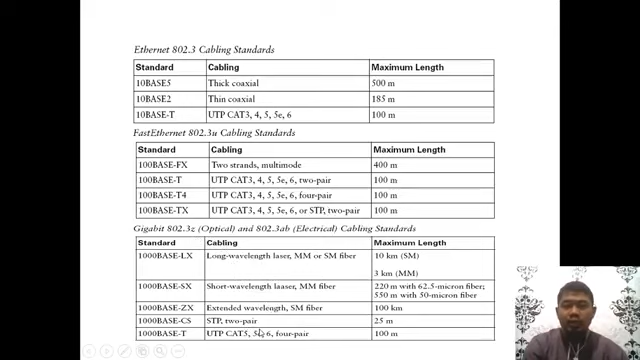 Ethernet 802.3 Cabling Standards
Standard Cabling Maximum Length
10BASE5 Thick coaxial 500 m
10BASE2 Thin coaxial 185 m
10BASE-T UTP CAT3, 4, 5, 5e, 6 100 m
FastEthernet 802.3u Cabling Standards
Standard Cabling Maximum Length
100BASE-FX Two strands, multimode 400 m
100BASE-T UTP CAT3, 4, 5, 5e, 6, two-pair 100 m
100BASE-T4 UTP CAT3, 4, 5, 5e, 6, four-pair 100 m
100BASE-TX UTP CAT3, 4, 5, 5e, 6, or STP, two-pair 100 m
Gigabit 802.3z (Optical) and 802.3ab (Electrical) Cabling Standards
Standard Cabling Maximum Length
1000BASE-LX Long-wavelength laser, MM or SM fiber 10 km (SM)
3 km (MM)
1000BASE-SX Short-wavelength laaser, MM fiber 220 m with 62.5-micron fiber;
550 m with 50-micron fiber
1000BASE-ZX Extended wavelength, SM fiber 100 km
1000BASE-CS STP, two-pair 25 m
1000BASE-T UTP CAT5, 5e, 6, four-pair 100 m